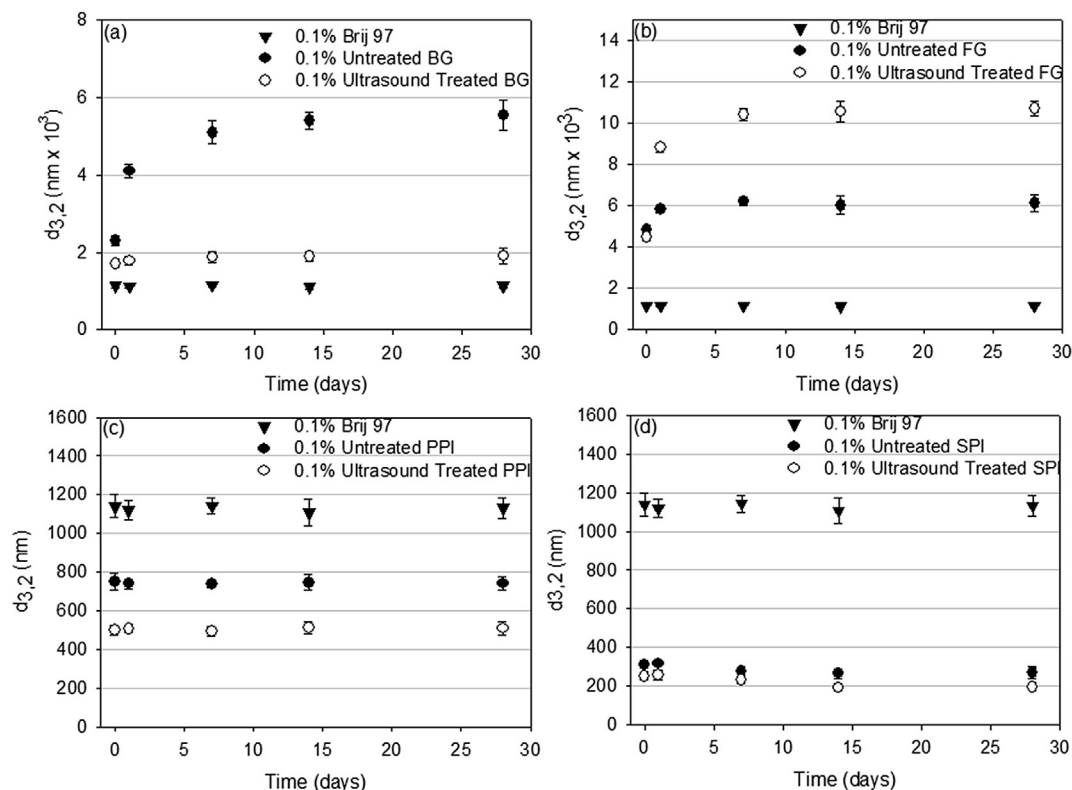 (a)
0.1% Brij 97
0.1% Untreated BG
0.1% Ultrasound Treated BG
d3,2 (nm x 10³)
8
6
4
2
0
0 5 10 15 20 25 30
Time (days)
(b)
0.1% Brij 97
0.1% Untreated FG
0.1% Ultrasound Treated FG
d3,2 (nm x 10³)
14
12
10
8
6
4
2
0
0 5 10 15 20 25 30
Time (days)
(c)
0.1% Brij 97
0.1% Untreated PPI
0.1% Ultrasound Treated PPI
d3,2 (nm)
1600
1400
1200
1000
800
600
400
200
0
0 5 10 15 20 25 30
Time (days)
(d)
0.1% Brij 97
0.1% Untreated SPI
0.1% Ultrasound Treated SPI
d3,2 (nm)
1600
1400
1200
1000
800
600
400
200
0
0 5 10 15 20 25 30
Time (days)